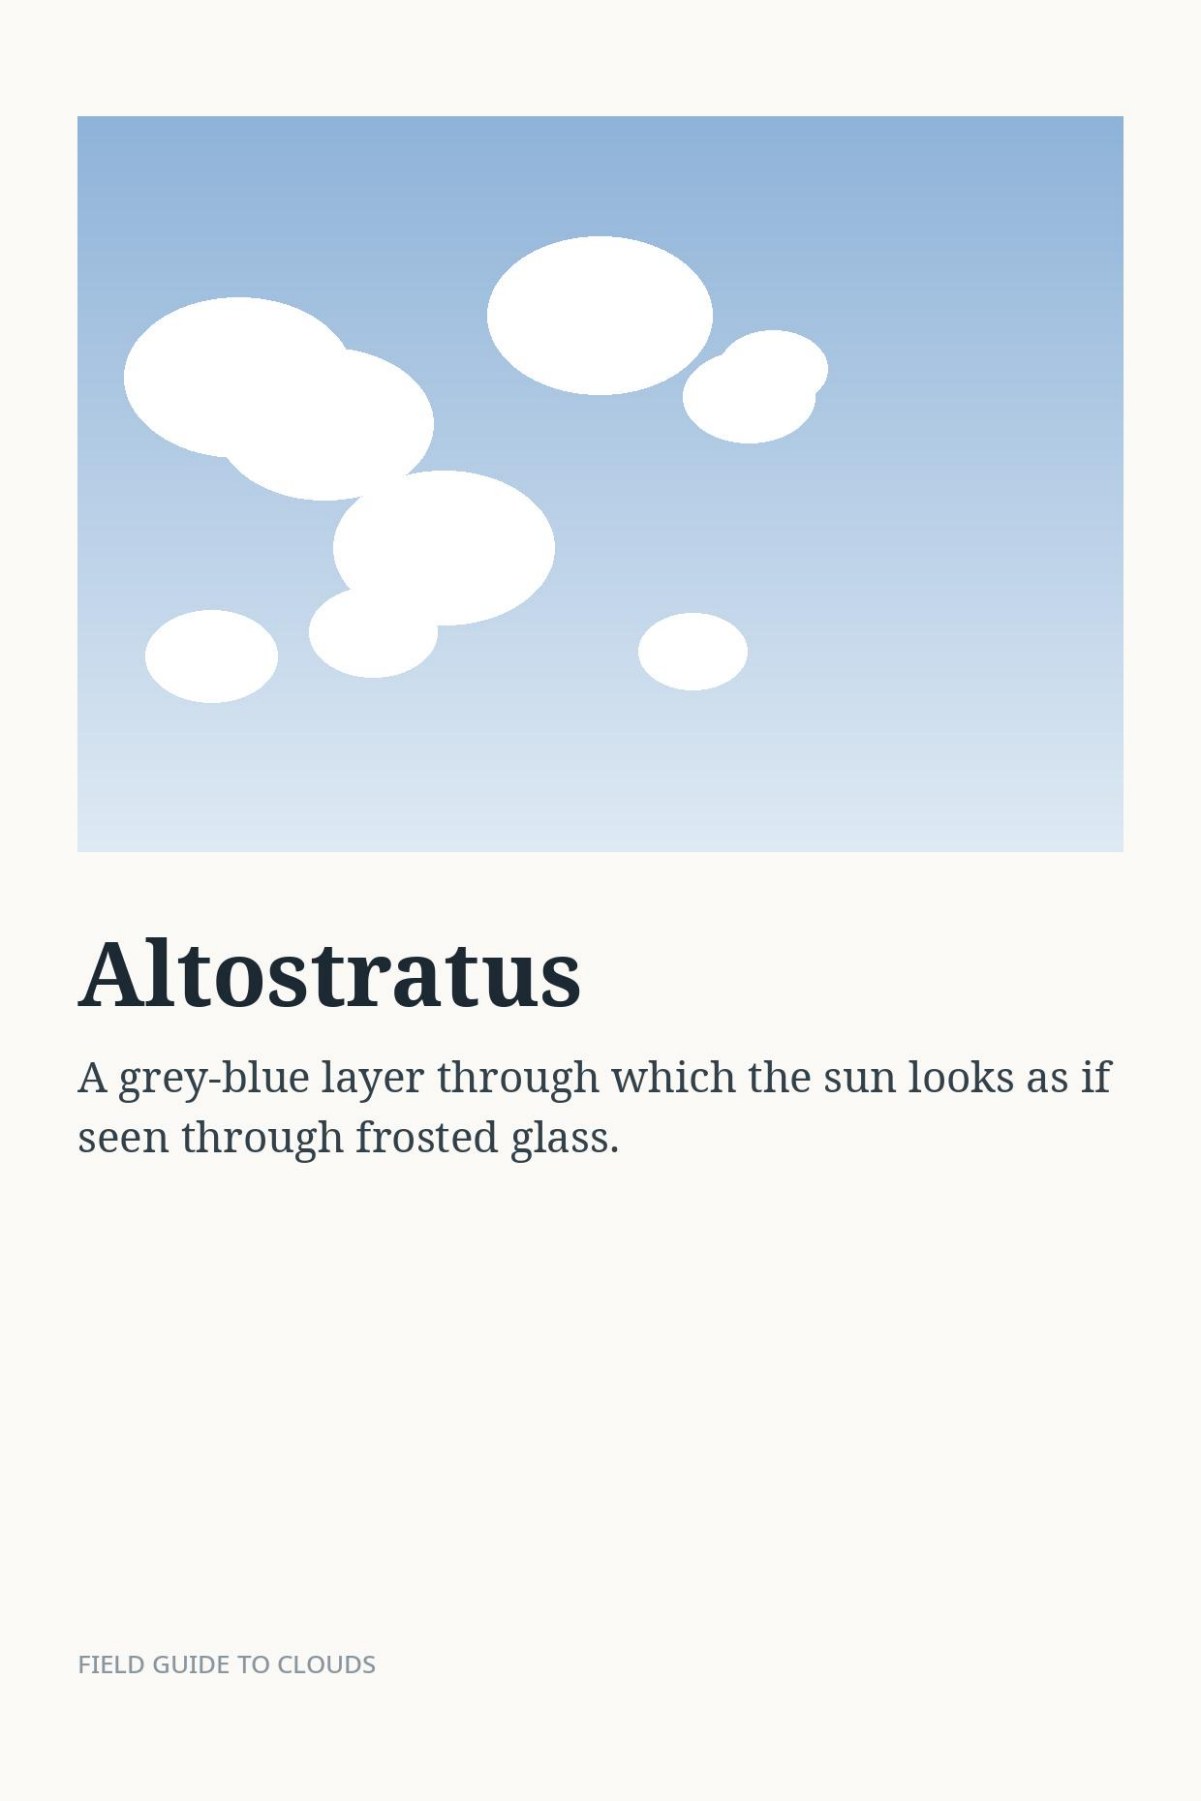 Altostratus
A grey-blue layer through which the sun looks as if
seen through frosted glass.
FIELD GUIDE TO CLOUDS